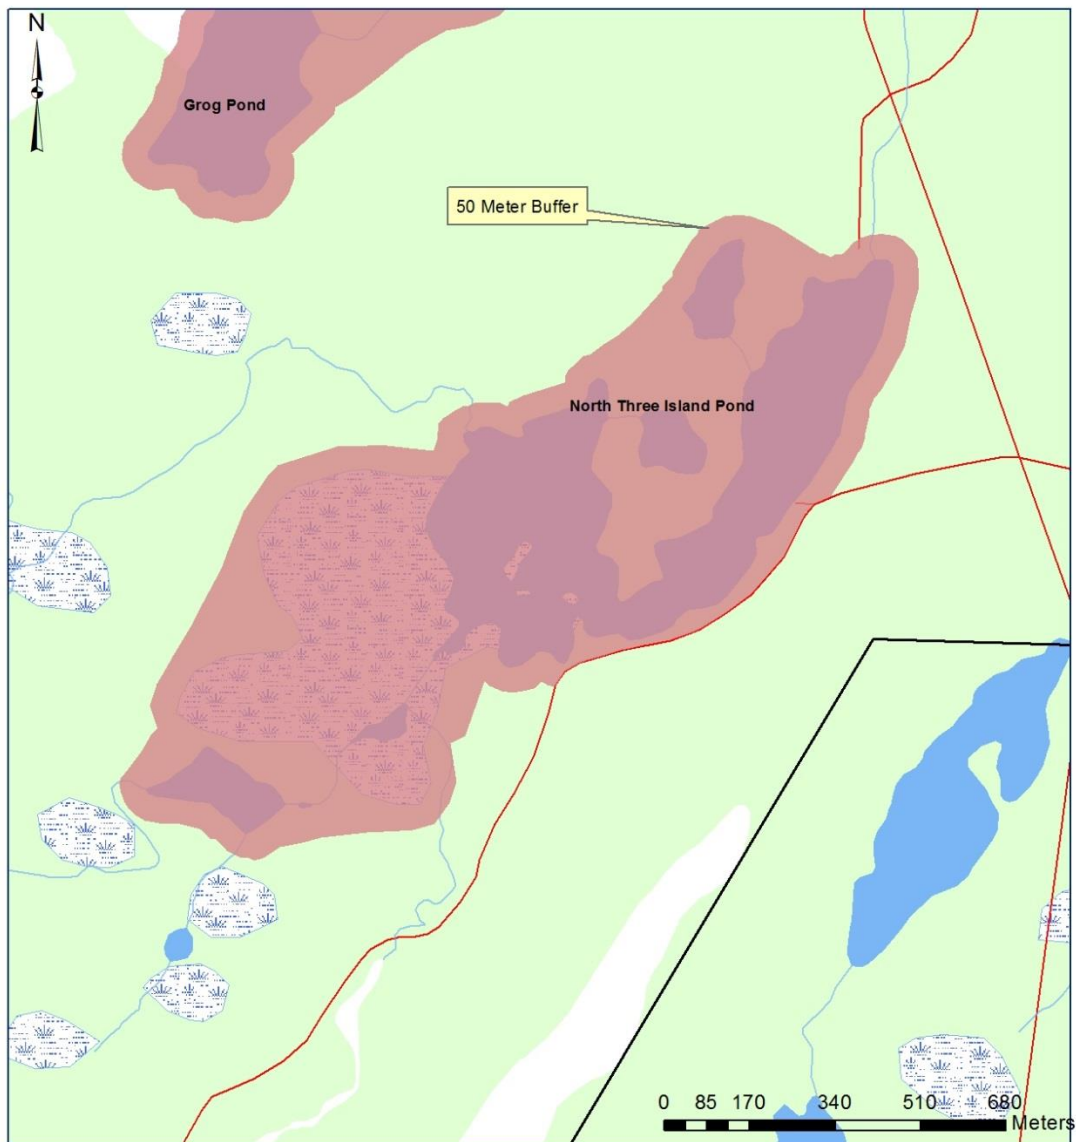 N
Grog Pond
50 Meter Buffer
North Three Island Pond
0 85 170 340 510 680
Meters